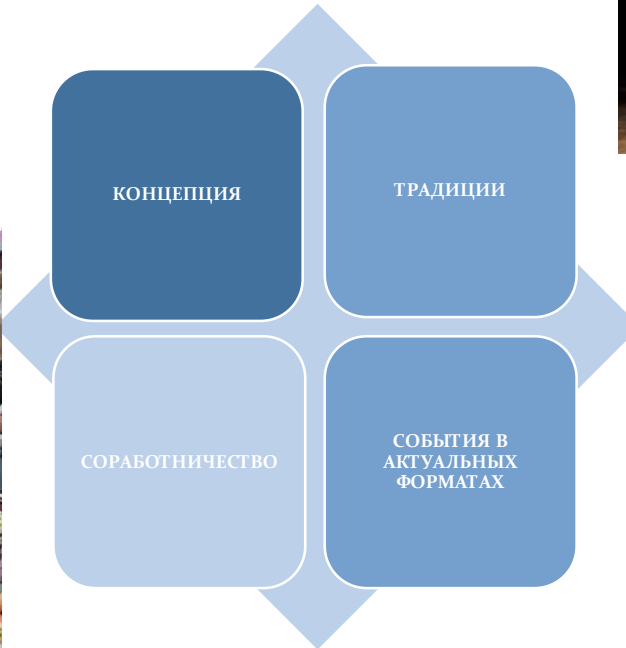 КОНЦЕПЦИЯ
ТРАДИЦИИ
СОРАБОТНИЧЕСТВО
СОБЫТИЯ В
АКТУАЛЬНЫХ
ФОРМАТАХ